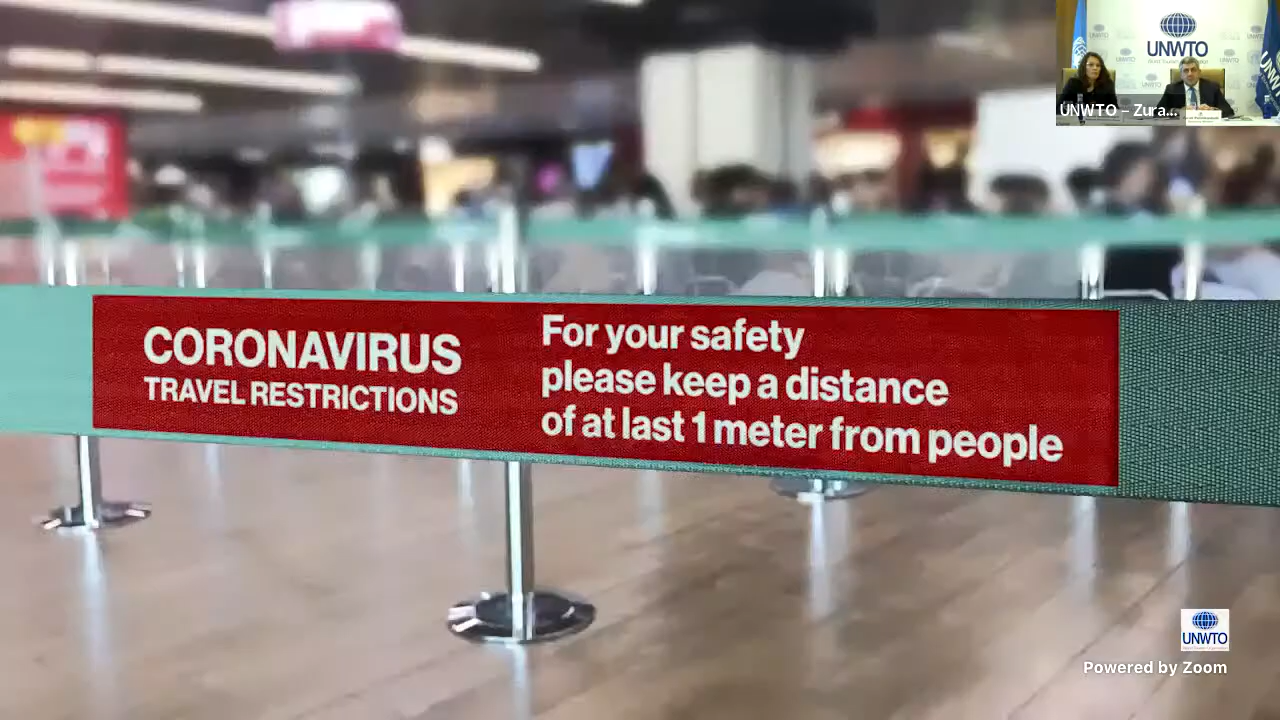 UNWTO
UNWTO – Zura...
CORONAVIRUS
TRAVEL RESTRICTIONS
For your safety
please keep a distance
of at last 1 meter from people
UNWTO
Powered by Zoom